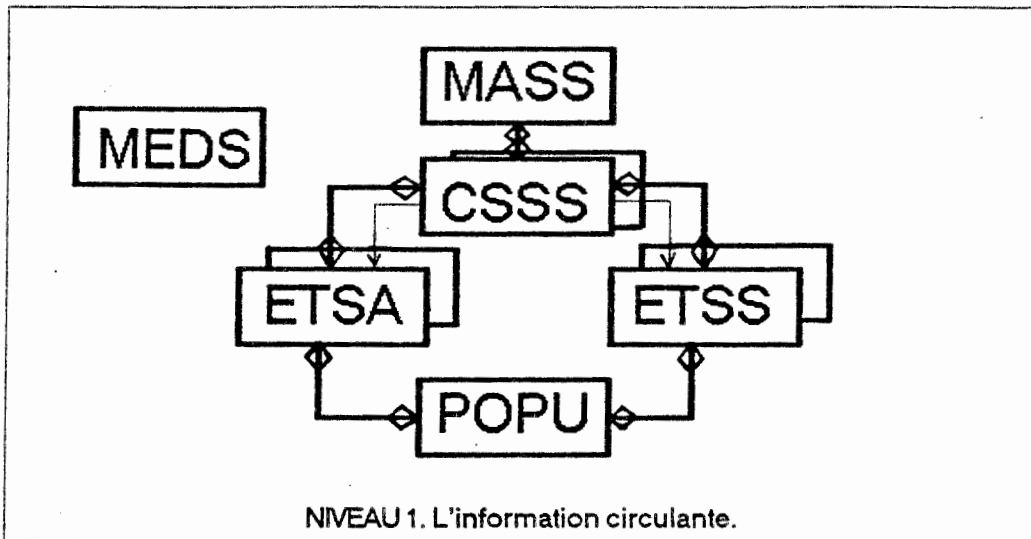 MASS
MEDS
CSSS
ETSA
ETSS
POPU
NIVEAU 1. L'information circulante.